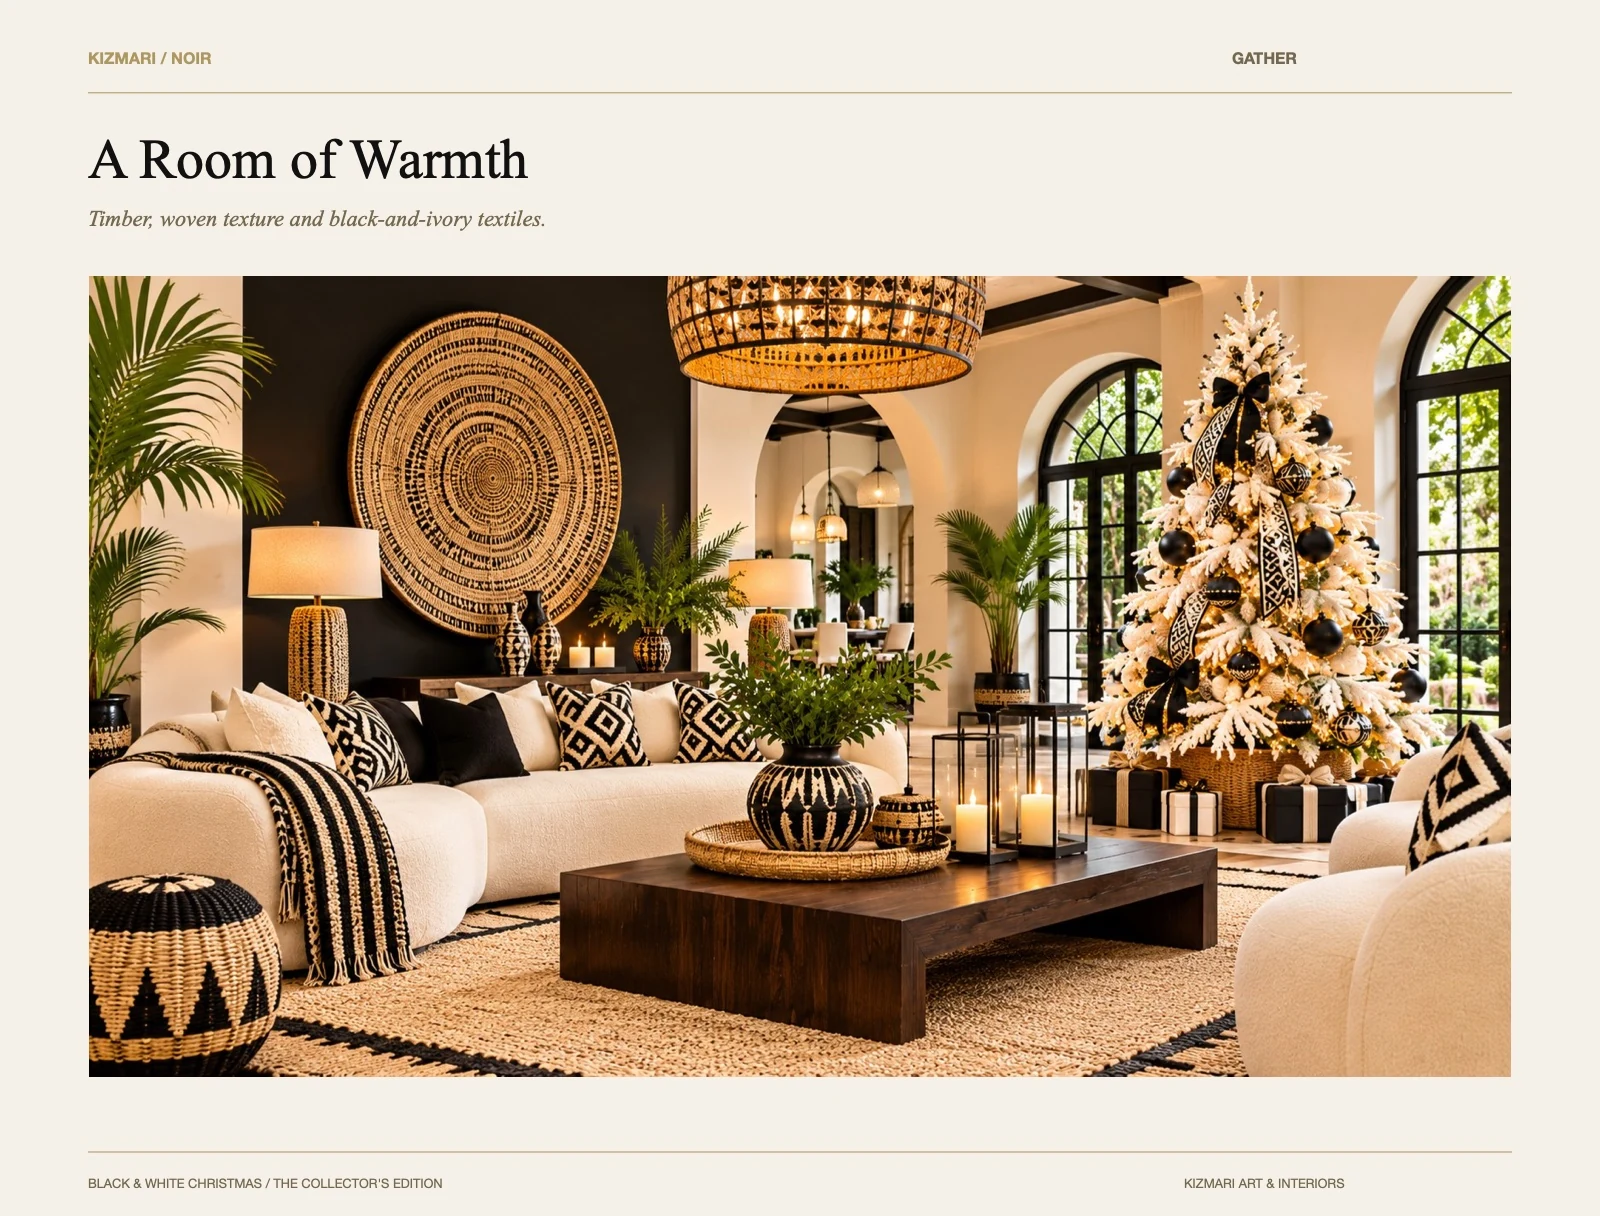 KIZMARI / NOIR
GATHER
A Room of Warmth
Timber, woven texture and black-and-ivory textiles.
BLACK & WHITE CHRISTMAS / THE COLLECTOR'S EDITION
KIZMARI ART & INTERIORS